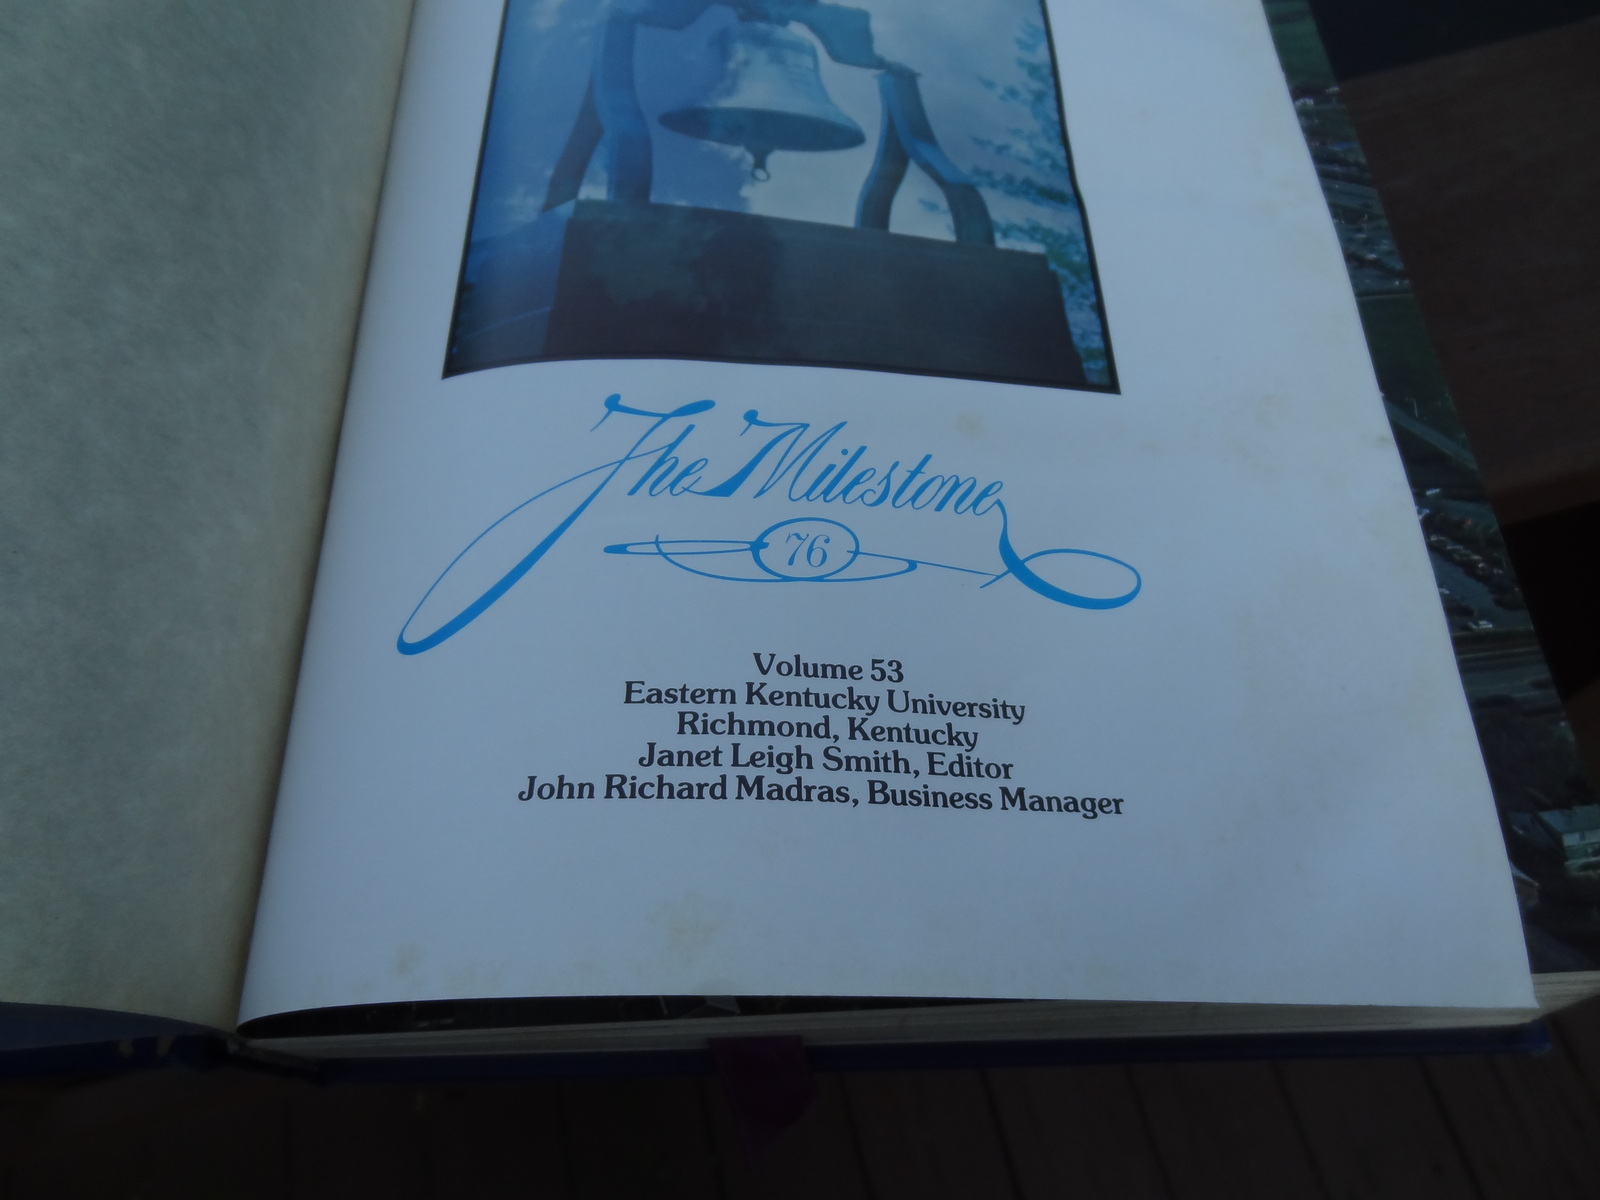 The Milestone
76
Volume 53
Eastern Kentucky University
Richmond, Kentucky
Janet Leigh Smith, Editor
John Richard Madras, Business Manager